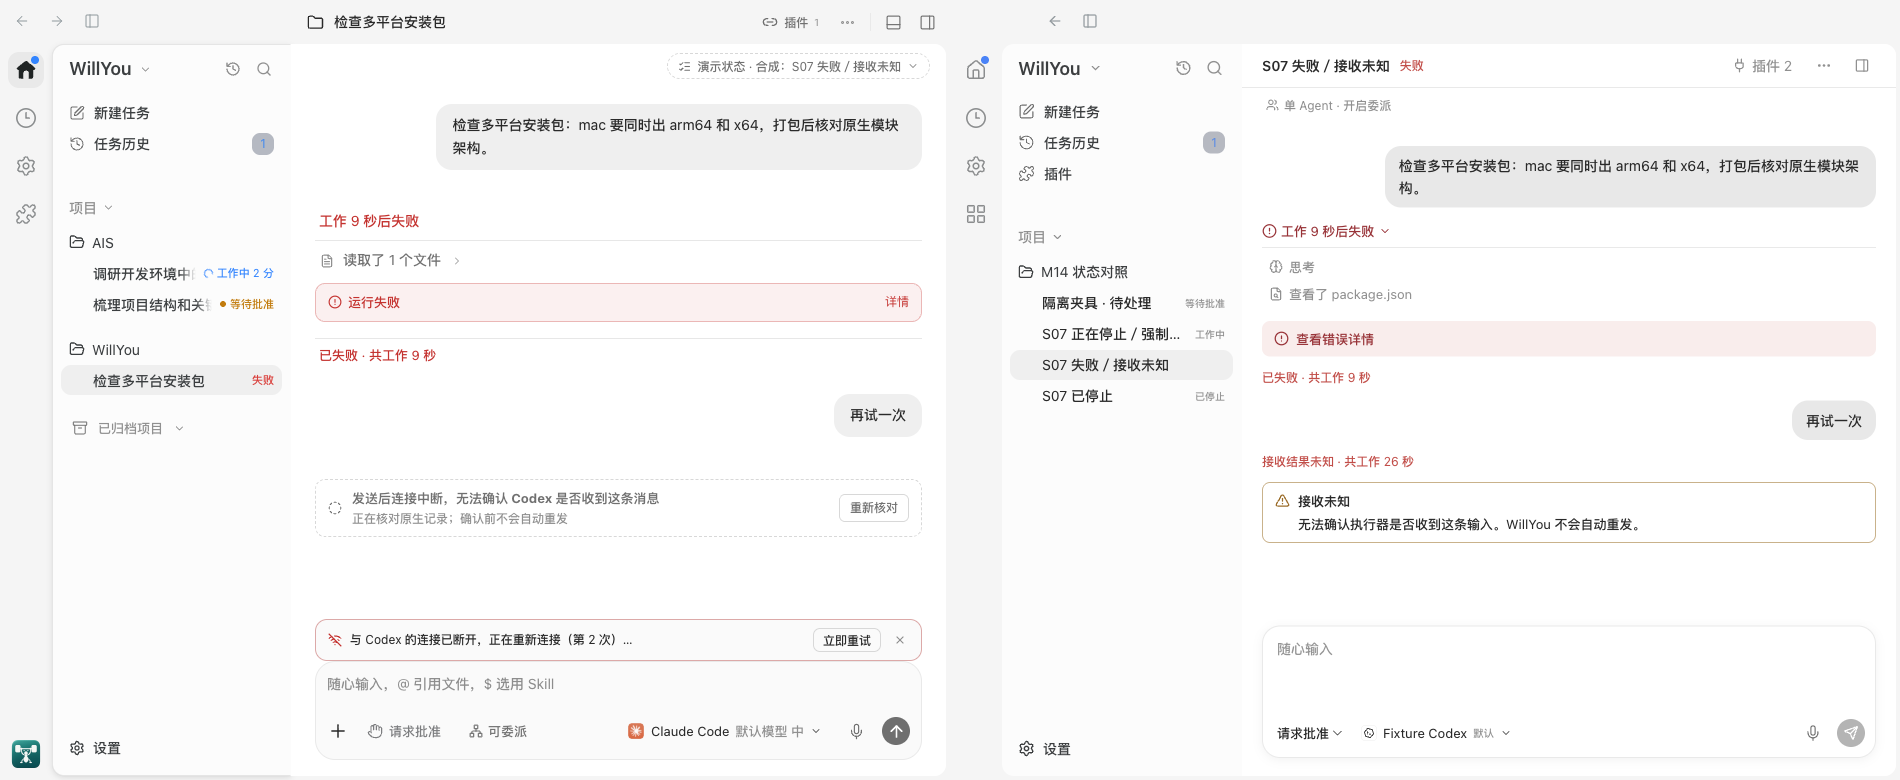 检查多平台安装包
插件 1
WillYou
新建任务
任务历史
1
项目
AIS
调研开发环境中
工作中 2 分
梳理项目结构和关
等待批准
WillYou
检查多平台安装包
失败
已归档项目
设置
演示状态 · 合成：S07 失败 / 接收未知
检查多平台安装包：mac 要同时出 arm64 和 x64，打包后核对原生模块
架构。
工作 9 秒后失败
读取了 1 个文件
运行失败
详情
已失败 · 共工作 9 秒
再试一次
发送后连接中断，无法确认 Codex 是否收到这条消息
正在核对原生记录；确认前不会自动重发
重新核对
与 Codex 的连接已断开，正在重新连接（第 2 次）...
立即重试
随心输入，@ 引用文件，$ 选用 Skill
请求批准
可委派
Claude Code 默认模型 中
WillYou
新建任务
任务历史
1
插件
项目
M14 状态对照
隔离夹具 · 待处理
等待批准
S07 正在停止 / 强制...
工作中
S07 失败 / 接收未知
S07 已停止
已停止
设置
S07 失败 / 接收未知 失败
插件 2
单 Agent · 开启委派
检查多平台安装包：mac 要同时出 arm64 和 x64，打包后核对原生模块架
构。
工作 9 秒后失败
思考
查看了 package.json
查看错误详情
已失败 · 共工作 9 秒
再试一次
接收结果未知 · 共工作 26 秒
接收未知
无法确认执行器是否收到这条输入。WillYou 不会自动重发。
随心输入
请求批准
Fixture Codex 默认